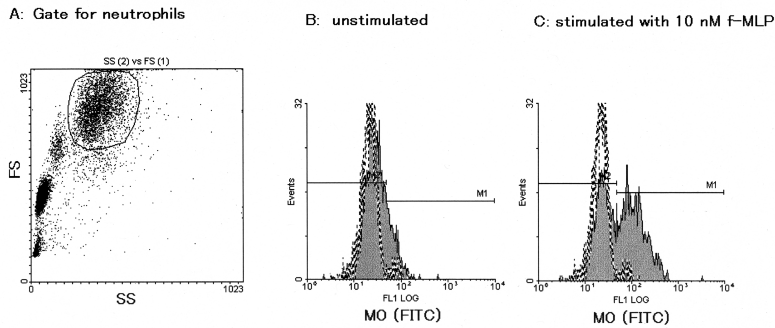 A: Gate for neutrophils
B: unstimulated
C: stimulated with 10 nM f-MLP
SS (2) vs FS (1)
1023
FS
0
0
SS
1023
32
Events
0
M1
10⁰ 10¹ 10² 10³ 10⁴
FL1 LOG
MO (FITC)
32
Events
0
M1
10⁰ 10¹ 10² 10³ 10⁴
FL1 LOG
MO (FITC)